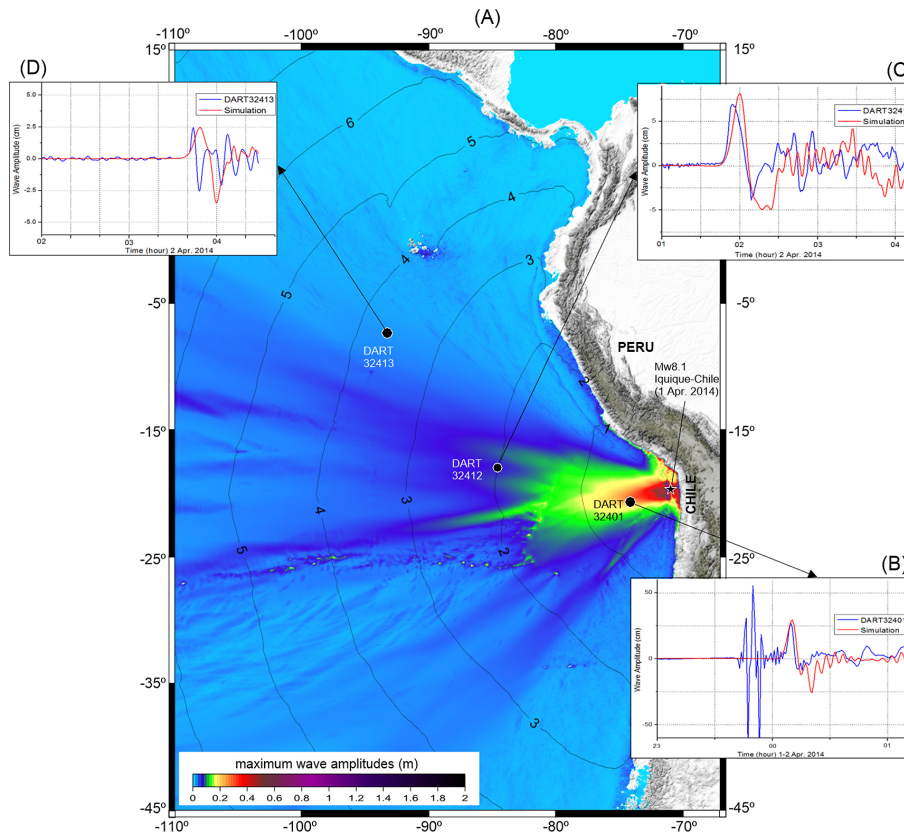 (A)
-110º
-100º
-90º
-80º
-70º
15º
15º
(D)
5.0
2.5
0.0
-2.5
-5.0
Wave Amplitude (cm)
DART32413
Simulation
02
03
04
Time (hour) 2 Apr. 2014
(C
5
0
-5
Wave Amplitude (cm)
DART3241
Simulation
01
02
03
04
Time (hour) 2 Apr. 2014
6
5
4
3
4
5
2
1
-5º
-5º
DART
32413
PERU
Mw8.1
Iquique-Chile
(1 Apr. 2014)
-15º
-15º
DART
32412
DART
32401
CHILE
3
4
5
2
-25º
-25º
(B)
50
0
-50
Wave Amplitude (cm)
DART32401
Simulation
23
00
01
Time (hour) 1-2 Apr. 2014
-35º
-35º
3
maximum wave amplitudes (m)
0
0.2
0.4
0.6
0.8
1
1.2
1.4
1.6
1.8
2
-45º
-45º
-110º
-100º
-90º
-80º
-70º